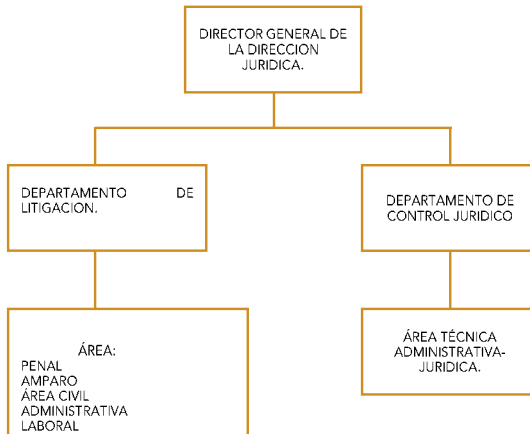 DIRECTOR GENERAL DE
LA DIRECCION
JURIDICA.
DEPARTAMENTO DE
LITIGACION.
DEPARTAMENTO DE
CONTROL JURIDICO
ÁREA:
PENAL
AMPARO
ÁREA CIVIL
ADMINISTRATIVA
LABORAL
ÁREA TÉCNICA
ADMINISTRATIVA-
JURIDICA.